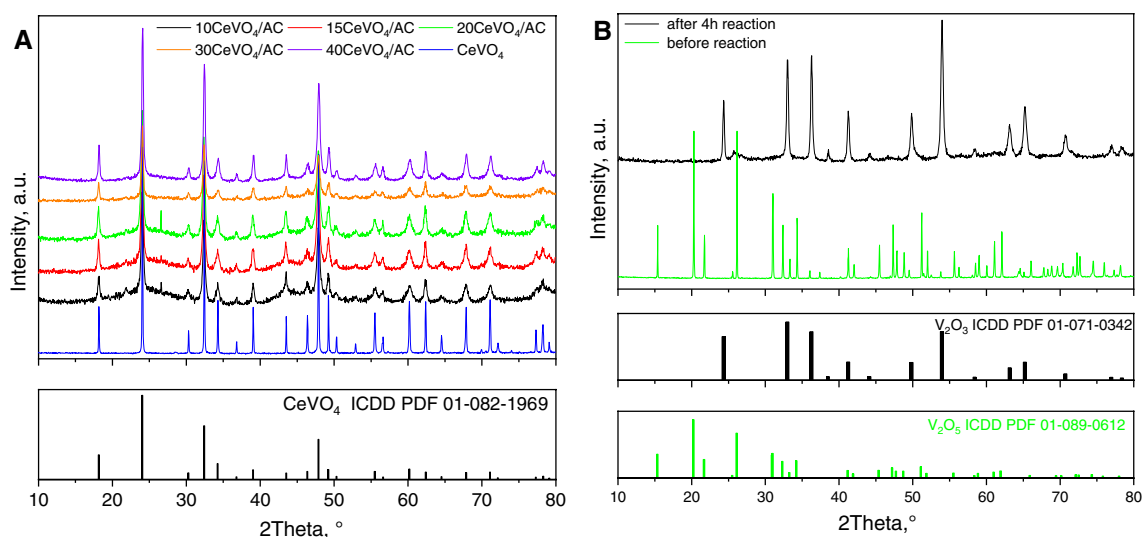 A
10CeVO₄/AC 15CeVO₄/AC 20CeVO₄/AC
30CeVO₄/AC 40CeVO₄/AC CeVO₄
Intensity, a.u.
CeVO₄ ICDD PDF 01-082-1969
10 20 30 40 50 60 70 80
2Theta, °
B
after 4h reaction
before reaction
Intensity, a.u.
V₂O₃ ICDD PDF 01-071-0342
V₂O₅ ICDD PDF 01-089-0612
10 20 30 40 50 60 70 80
2Theta,°